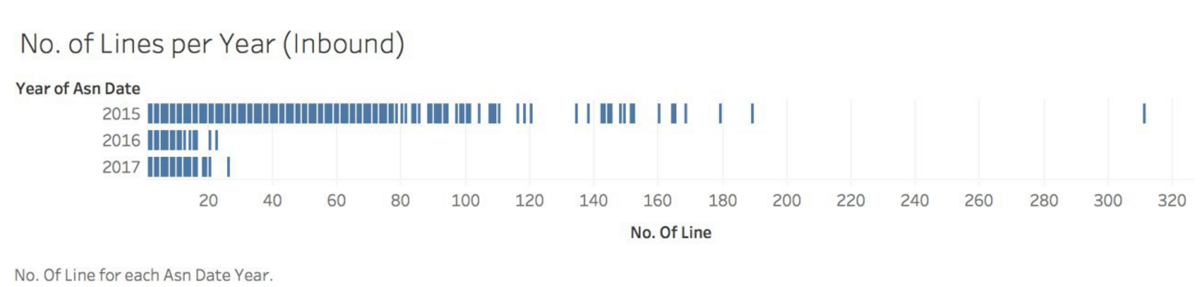 No. of Lines per Year (Inbound)
Year of Asn Date
2015
2016
2017
20 40 60 80 100 120 140 160 180 200 220 240 260 280 300 320
No. Of Line
No. Of Line for each Asn Date Year.